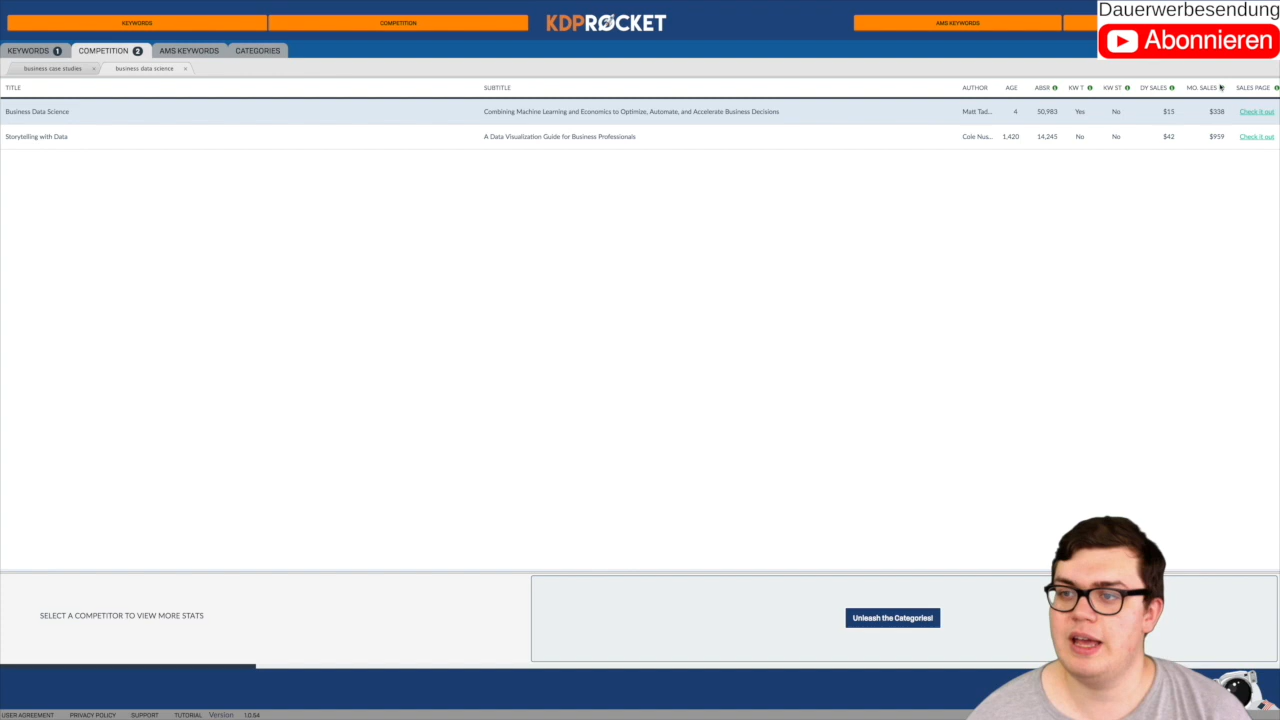 KEYWORDS
COMPETITION
KDPROCKET
AMS KEYWORDS
Dauerwerbesendung
Abonnieren
KEYWORDS 1
COMPETITION 2
AMS KEYWORDS
CATEGORIES
business case studies ×
business data science ×
TITLE SUBTITLE AUTHOR AGE ABSR KW T KW ST DY SALES MO. SALES SALES PAGE
Business Data Science Combining Machine Learning and Economics to Optimize, Automate, and Accelerate Business Decisions Matt Tad... 4 50,983 Yes No $15 $338 Check it out
Storytelling with Data A Data Visualization Guide for Business Professionals Cole Nus... 1,420 14,245 No No $42 $959 Check it out
SELECT A COMPETITOR TO VIEW MORE STATS
Unleash the Categories!
USER AGREEMENT PRIVACY POLICY SUPPORT TUTORIAL Version 1.0.54